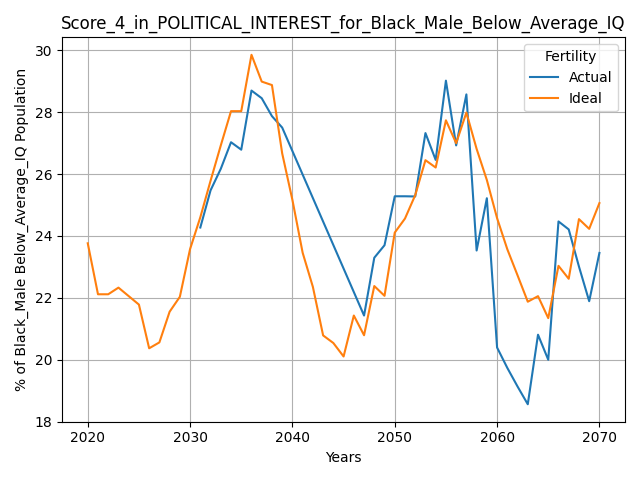 Score_4_in_POLITICAL_INTEREST_for_Black_Male_Below_Average_IQ
% of Black_Male Below_Average_IQ Population
30
28
26
24
22
20
18
Fertility
Actual
Ideal
2020 2030 2040 2050 2060 2070
Years